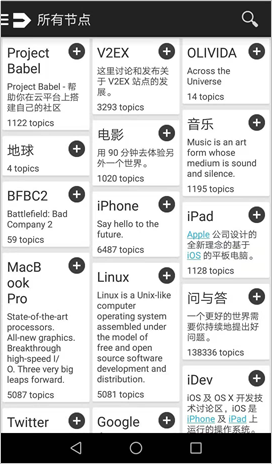 所有节点
Project
Babel
Project Babel - 帮
助你在云平台上搭
建自己的社区
1122 topics
地球
4 topics
BFBC2
Battlefield: Bad
Company 2
59 topics
MacB
ook
Pro
State-of-the-art
processors.
All-new graphics.
Breakthrough
high-speed I/
O. Three very big
leaps forward.
5087 topics
Twitter
V2EX
这里讨论和发布关
于 V2EX 站点的发
展。
3293 topics
电影
用 90 分钟去体验另
外一个世界。
1020 topics
iPhone
Say hello to the
future.
6487 topics
Linux
Linux is a Unix-like
computer
operating system
assembled under
the model of
free and open
source software
development and
distribution.
5081 topics
Google
OLIVIDA
Across the
Universe
14 topics
音乐
Music is an art
form whose
medium is sound
and silence.
1195 topics
iPad
Apple 公司设计的
全新理念的基于
iOS 的平板电脑。
1128 topics
问与答
一个更好的世界需
要你持续地提出好
问题。
138336 topics
iDev
iOS 及 OS X 开发技
术讨论区，iOS 是
iPhone 及 iPad 上
运行的操作系统。